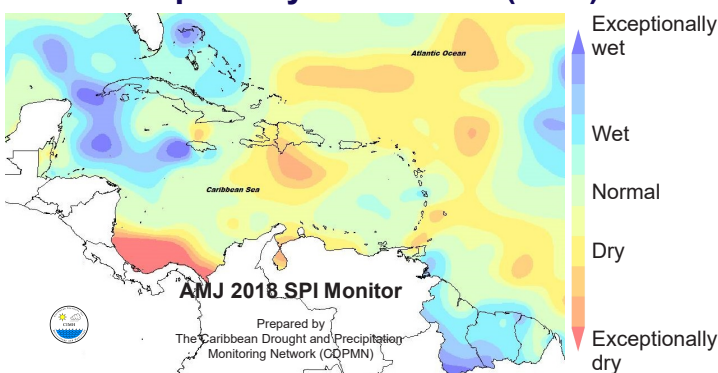 Exceptionally
wet
Atlantic Ocean
Wet
Normal
Caribbean Sea
Dry
AMJ 2018 SPI Monitor
Prepared by
The Caribbean Drought and Precipitation
Monitoring Network (CDPMN)
CIMH
Exceptionally
dry